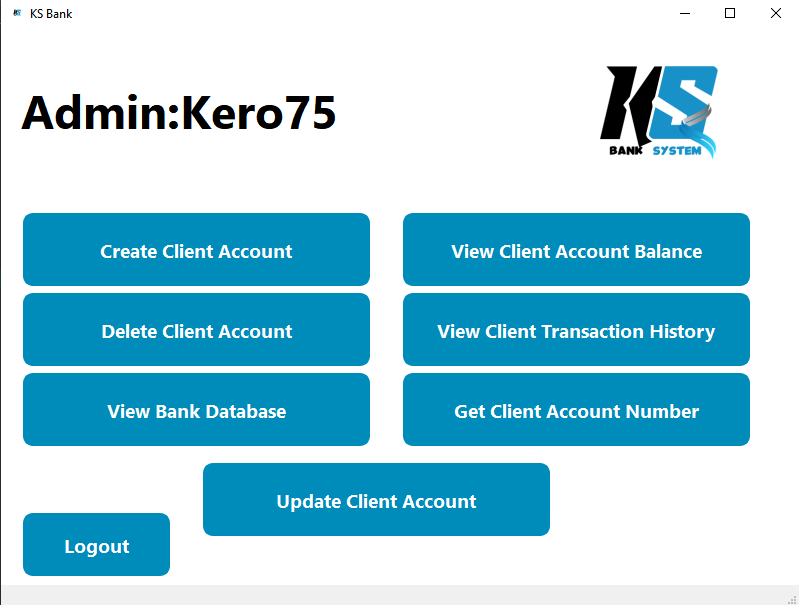 KS Bank
Admin:Kero75
KS
BANK SYSTEM
Create Client Account
View Client Account Balance
Delete Client Account
View Client Transaction History
View Bank Database
Get Client Account Number
Update Client Account
Logout